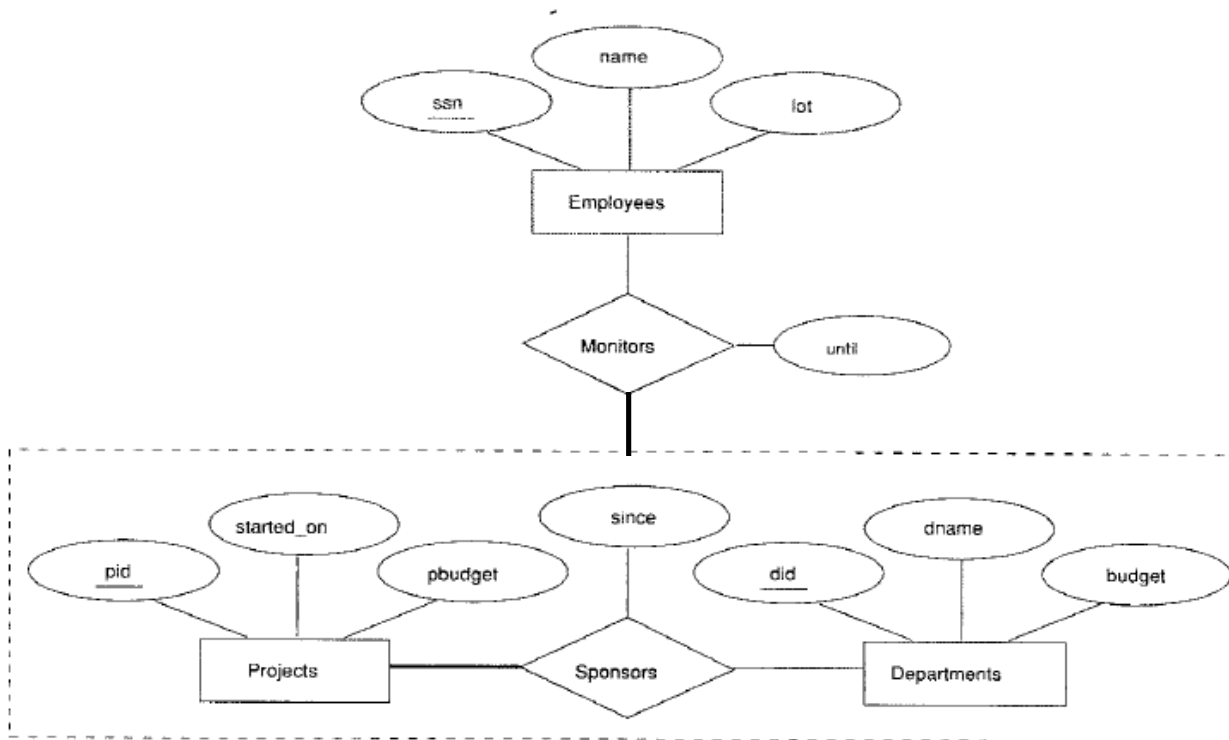 name
ssn
lot
Employees
Monitors
until
since
started_on
dname
pid
pbudget
did
budget
Projects
Sponsors
Departments